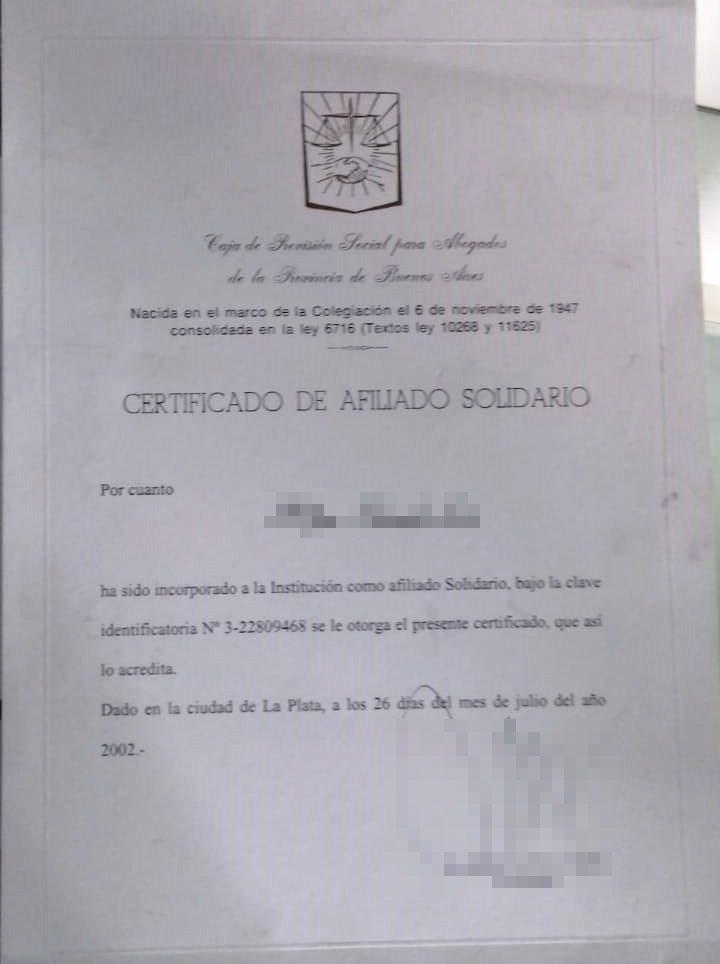 Caja de Previsión Social para Abogados
de la Provincia de Buenos Aires
Nacida en el marco de la Colegiación el 6 de noviembre de 1947
consolidada en la ley 6716 (Textos ley 10268 y 11625)
CERTIFICADO DE AFILIADO SOLIDARIO
Por cuanto
ha sido incorporado a la Institución como afiliado Solidario, bajo la clave
identificatoria Nº 3-22809468 se le otorga el presente certificado, que así
lo acredita.
Dado en la ciudad de La Plata, a los 26 días del mes de julio del año
2002.-